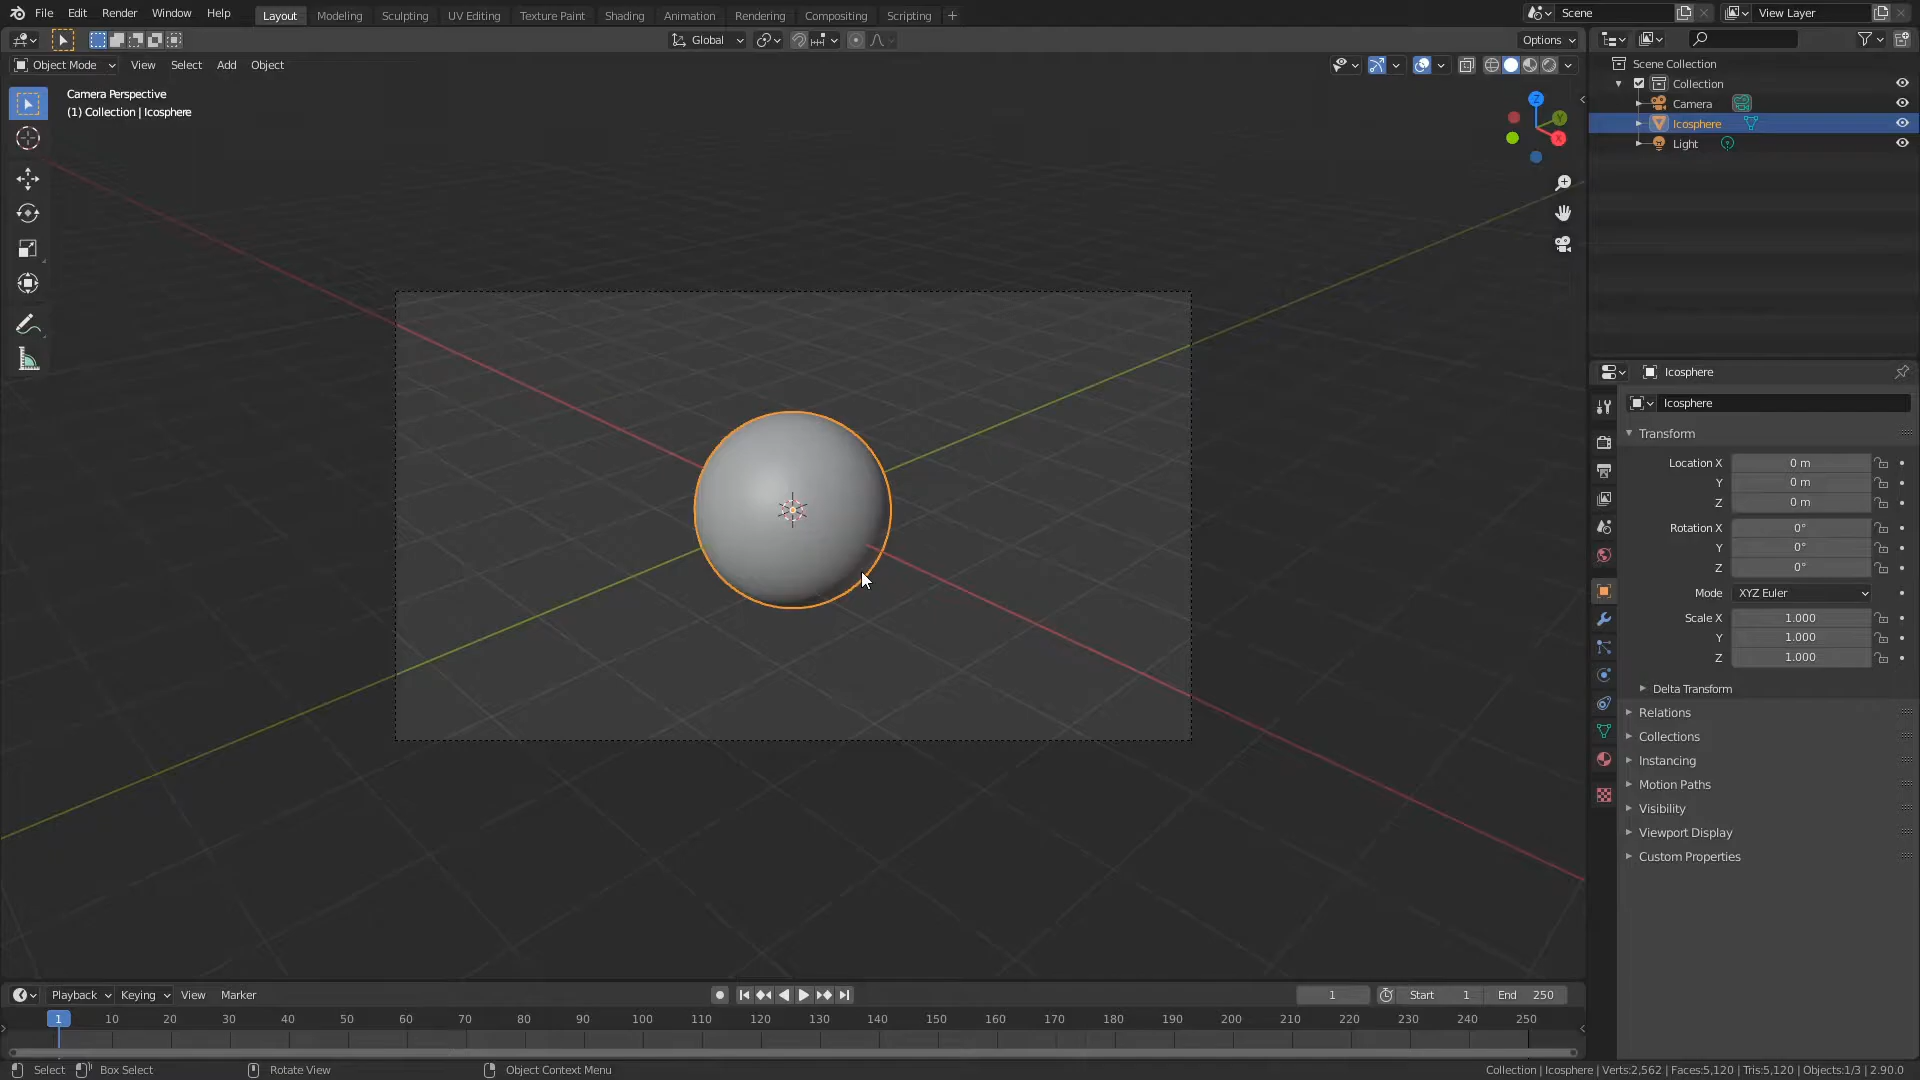 File Edit Render Window Help Layout Modeling Sculpting UV Editing Texture Paint Shading Animation Rendering Compositing Scripting + Scene View Layer
Global Options
Object Mode View Select Add Object
Camera Perspective
(1) Collection | Icosphere
Z
Y
X
Scene Collection
Collection
Camera
Icosphere
Light
Icosphere
Icosphere
Transform
Location X 0 m
Y 0 m
Z 0 m
Rotation X 0°
Y 0°
Z 0°
Mode XYZ Euler
Scale X 1.000
Y 1.000
Z 1.000
Delta Transform
Relations
Collections
Instancing
Motion Paths
Visibility
Viewport Display
Custom Properties
Playback Keying View Marker 1 Start 1 End 250
1 10 20 30 40 50 60 70 80 90 100 110 120 130 140 150 160 170 180 190 200 210 220 230 240 250
Select Box Select Rotate View Object Context Menu Collection | Icosphere | Verts:2,562 | Faces:5,120 | Tris:5,120 | Objects:1/3 | 2.90.0